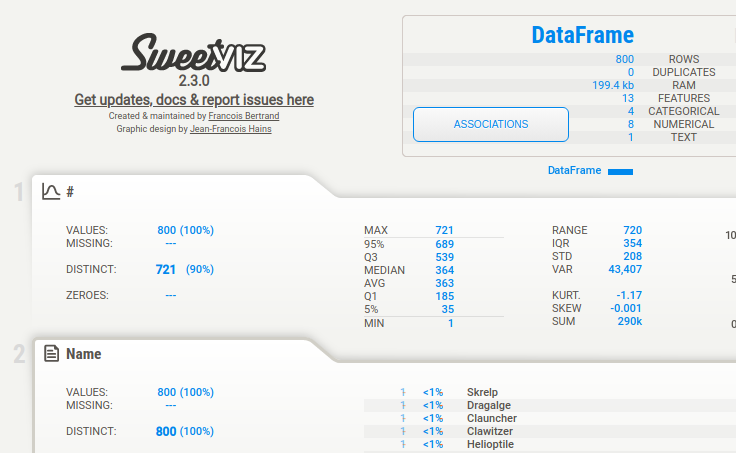 SweetVIZ
2.3.0
Get updates, docs & report issues here
Created & maintained by Francois Bertrand
Graphic design by Jean-Francois Hains
DataFrame
800 ROWS
0 DUPLICATES
199.4 kb RAM
13 FEATURES
4 CATEGORICAL
8 NUMERICAL
1 TEXT
ASSOCIATIONS
DataFrame
1
#
VALUES: 800 (100%)
MISSING: ---
DISTINCT: 721 (90%)
ZEROES: ---
MAX 721
95% 689
Q3 539
MEDIAN 364
AVG 363
Q1 185
5% 35
MIN 1
RANGE 720
IQR 354
STD 208
VAR 43,407
KURT. -1.17
SKEW -0.001
SUM 290k
10
5
0
2
Name
VALUES: 800 (100%)
MISSING: ---
DISTINCT: 800 (100%)
1 <1% Skrelp
1 <1% Dragalge
1 <1% Clauncher
1 <1% Clawitzer
1 <1% Helioptile